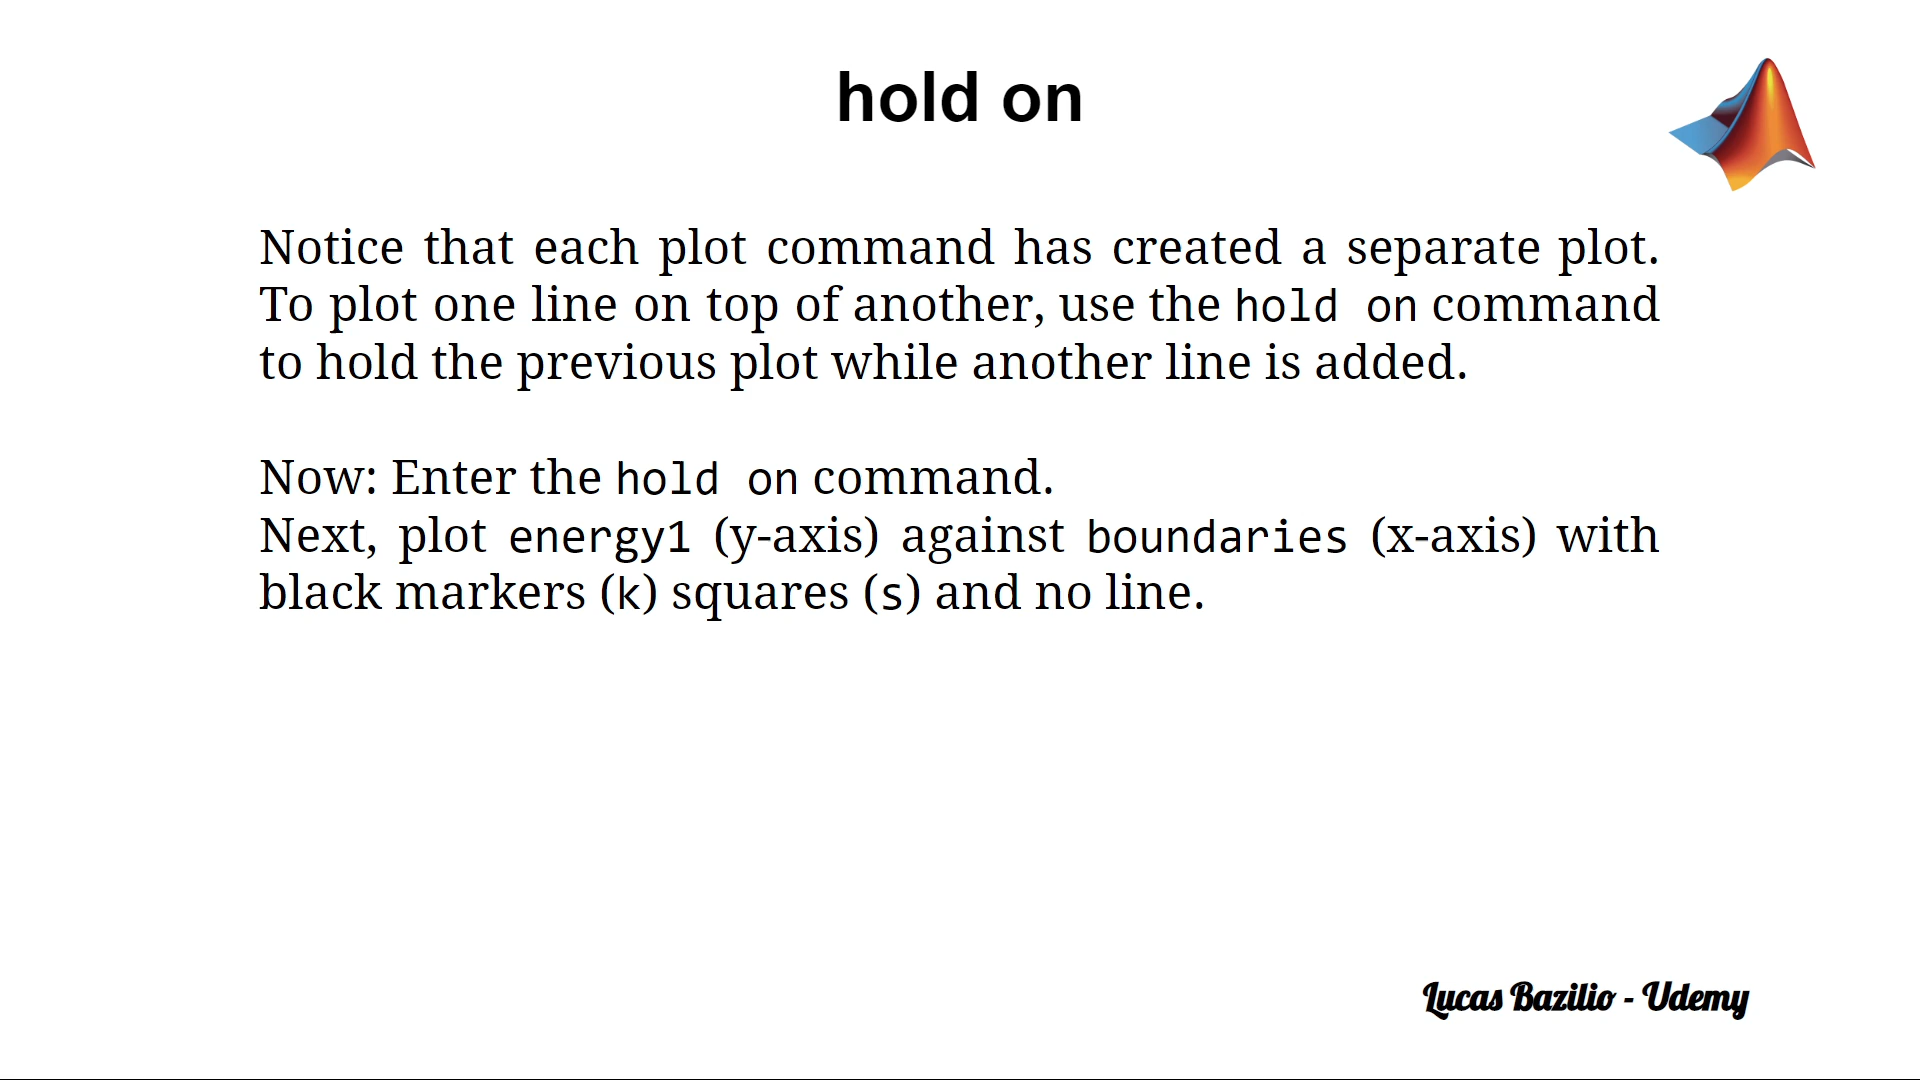 hold on
Notice that each plot command has created a separate plot.
To plot one line on top of another, use the hold on command
to hold the previous plot while another line is added.
Now: Enter the hold on command.
Next, plot energy1 (y-axis) against boundaries (x-axis) with
black markers (k) squares (s) and no line.
Lucas Bazilio - Udemy